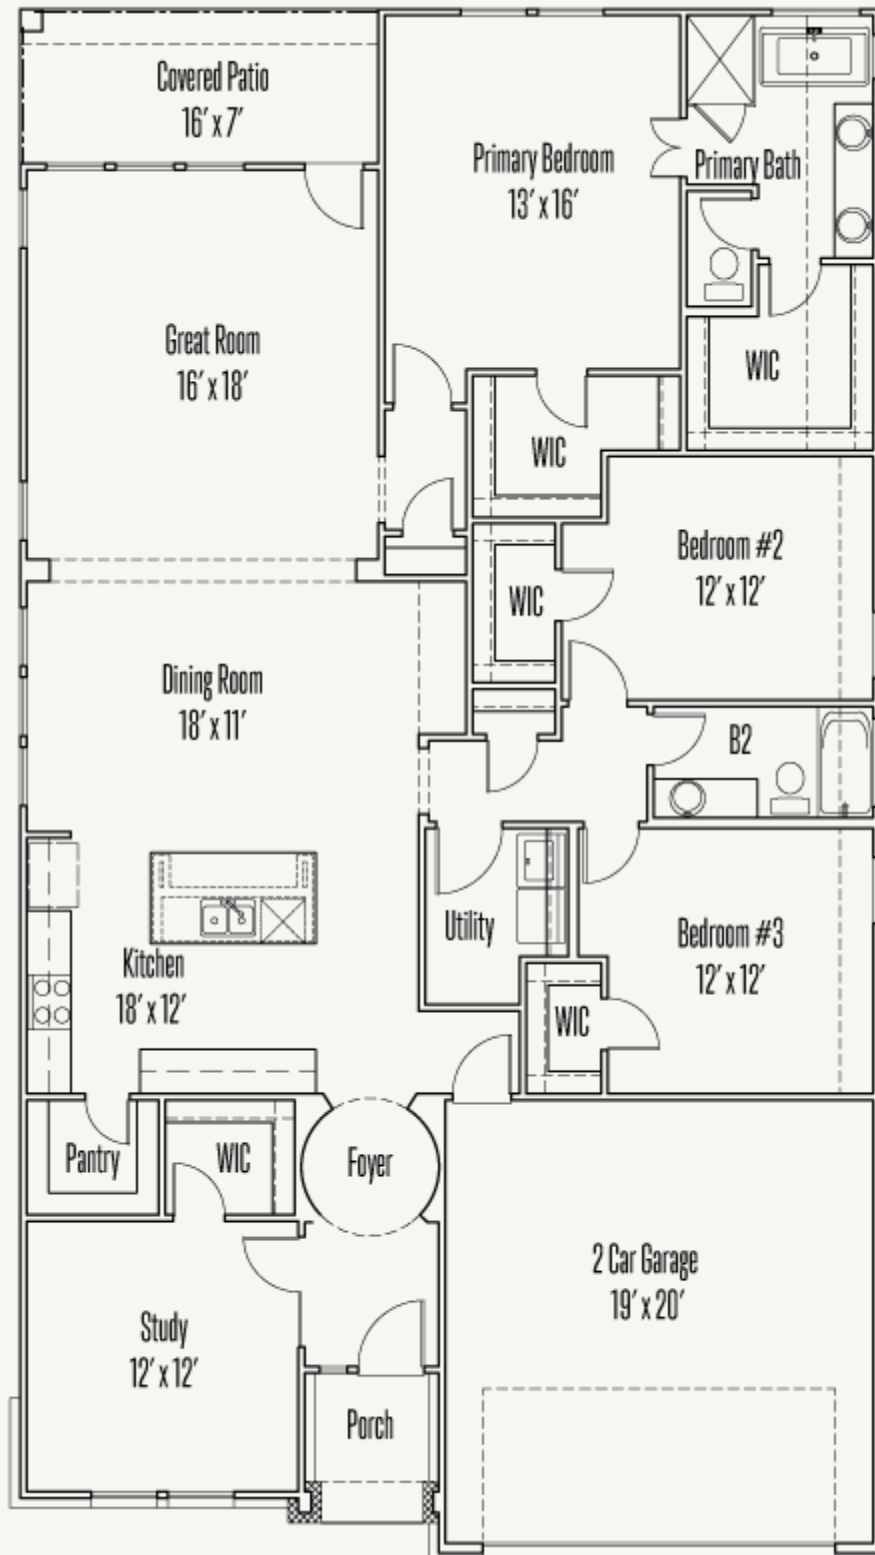 Covered Patio
16' x 7'
Primary Bedroom
13' x 16'
Primary Bath
Great Room
16' x 18'
WIC
WIC
Bedroom #2
12' x 12'
WIC
Dining Room
18' x 11'
B2
Utility
Bedroom #3
12' x 12'
Kitchen
18' x 12'
WIC
Pantry
WIC
Foyer
2 Car Garage
19' x 20'
Study
12' x 12'
Porch